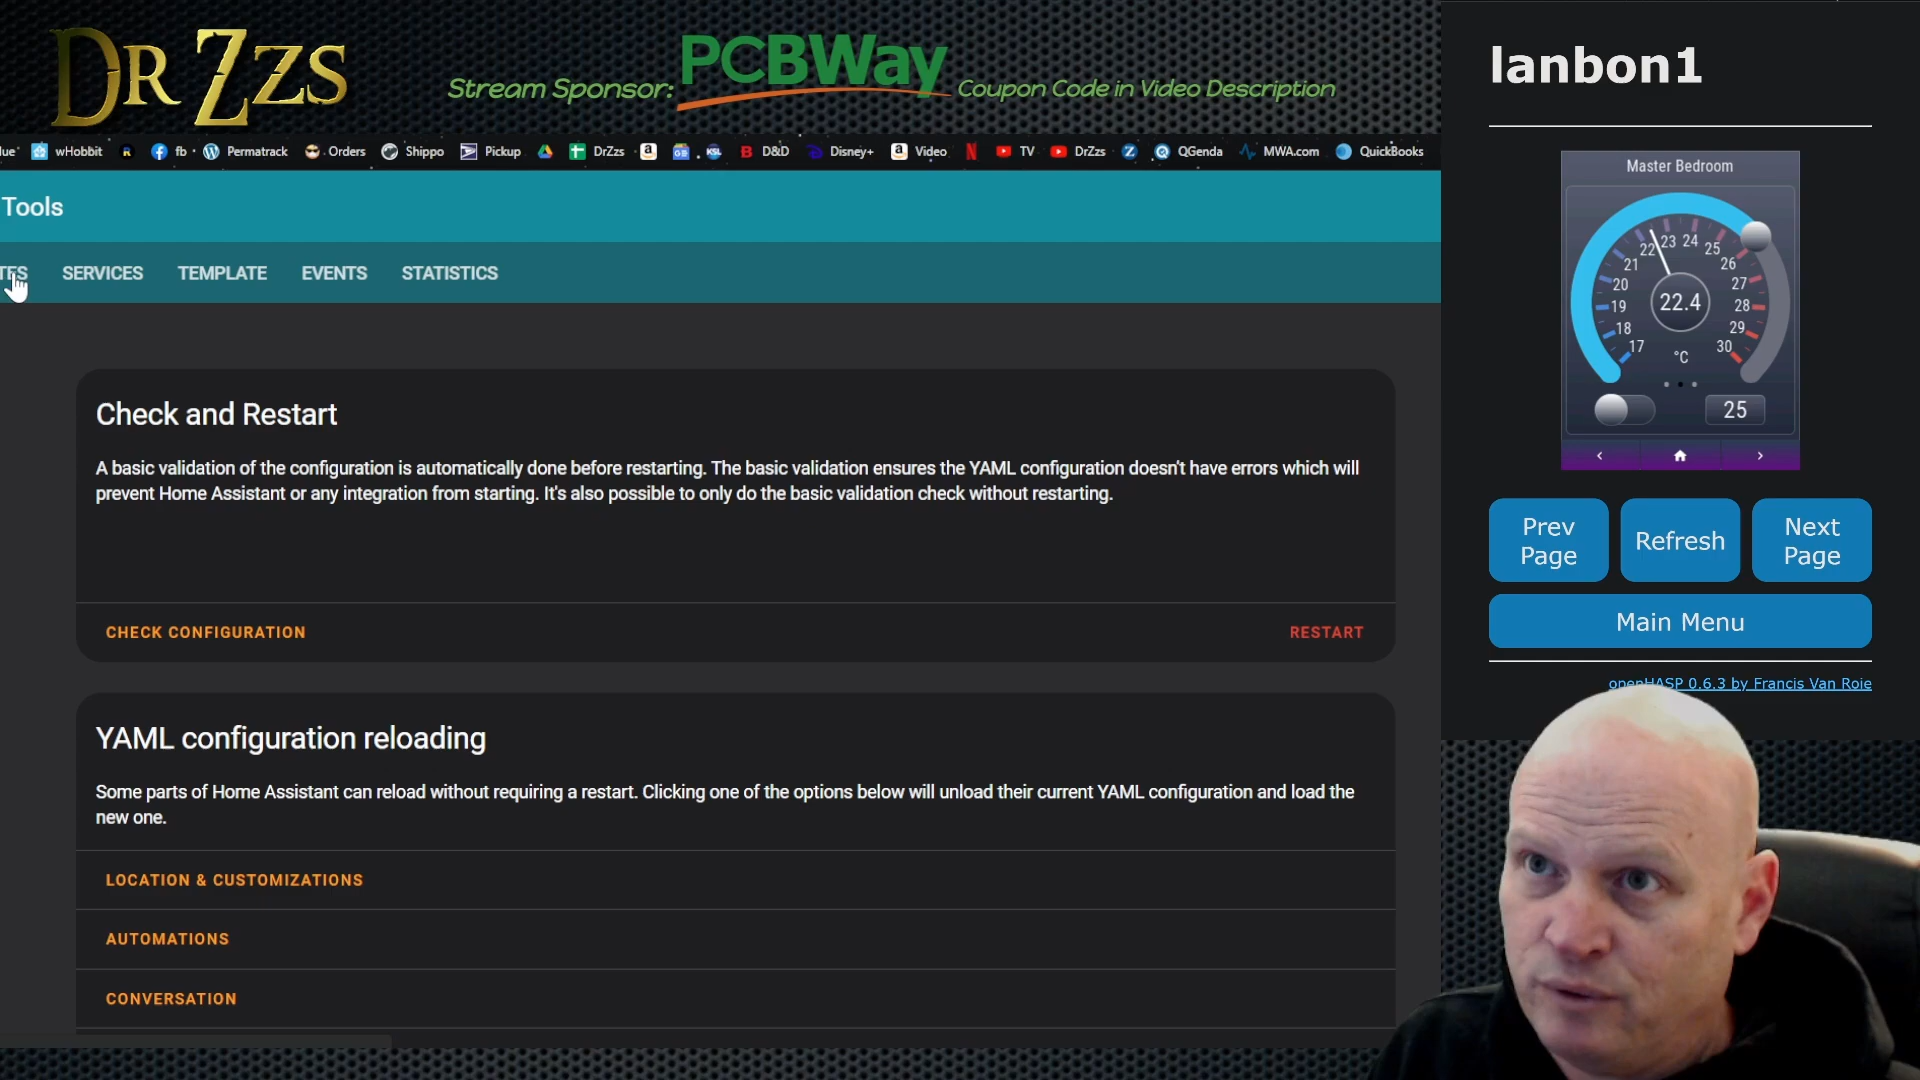 DR ZZS
Stream Sponsor: PCBWay Coupon Code in Video Description
lue wHobbit fb Permatrack Orders Shippo Pickup DrZzs D&D Disney+ Video TV DrZzs QGenda MWA.com QuickBooks
Tools
TES SERVICES TEMPLATE EVENTS STATISTICS
Check and Restart
A basic validation of the configuration is automatically done before restarting. The basic validation ensures the YAML configuration doesn't have errors which will
prevent Home Assistant or any integration from starting. It's also possible to only do the basic validation check without restarting.
CHECK CONFIGURATION
RESTART
YAML configuration reloading
Some parts of Home Assistant can reload without requiring a restart. Clicking one of the options below will unload their current YAML configuration and load the
new one.
LOCATION & CUSTOMIZATIONS
AUTOMATIONS
CONVERSATION
lanbon1
Master Bedroom
17
18
19
20
21
22
23
24
25
26
27
28
29
30
22.4
°C
25
Prev
Page
Refresh
Next
Page
Main Menu
openHASP 0.6.3 by Francis Van Roie